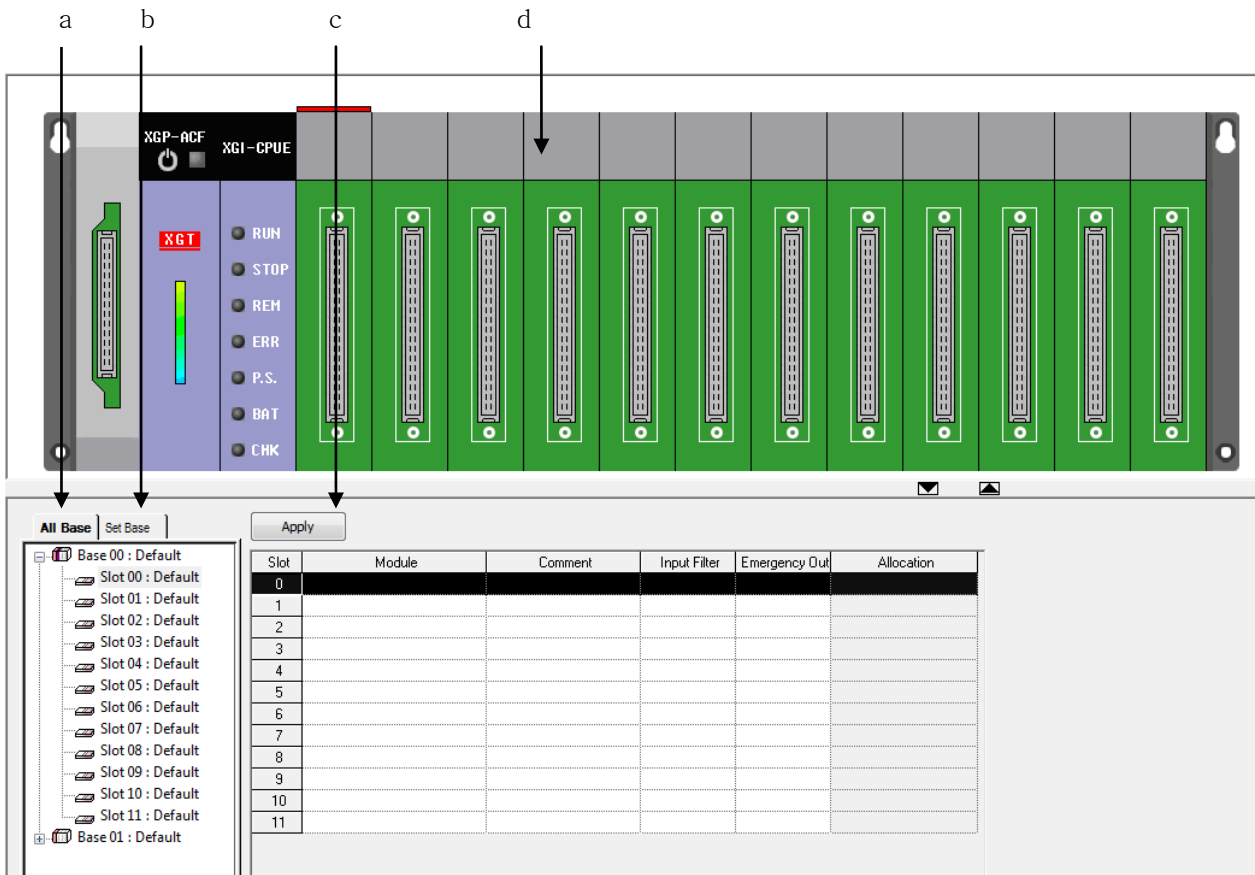 a b c d
XGP-ACF
XGI-CPUE
XGT
RUN
STOP
REM
ERR
P.S.
BAT
CHK
All Base Set Base
Apply
Base 00 : Default
Slot 00 : Default
Slot 01 : Default
Slot 02 : Default
Slot 03 : Default
Slot 04 : Default
Slot 05 : Default
Slot 06 : Default
Slot 07 : Default
Slot 08 : Default
Slot 09 : Default
Slot 10 : Default
Slot 11 : Default
Base 01 : Default
Slot Module Comment Input Filter Emergency Out Allocation
0
1
2
3
4
5
6
7
8
9
10
11